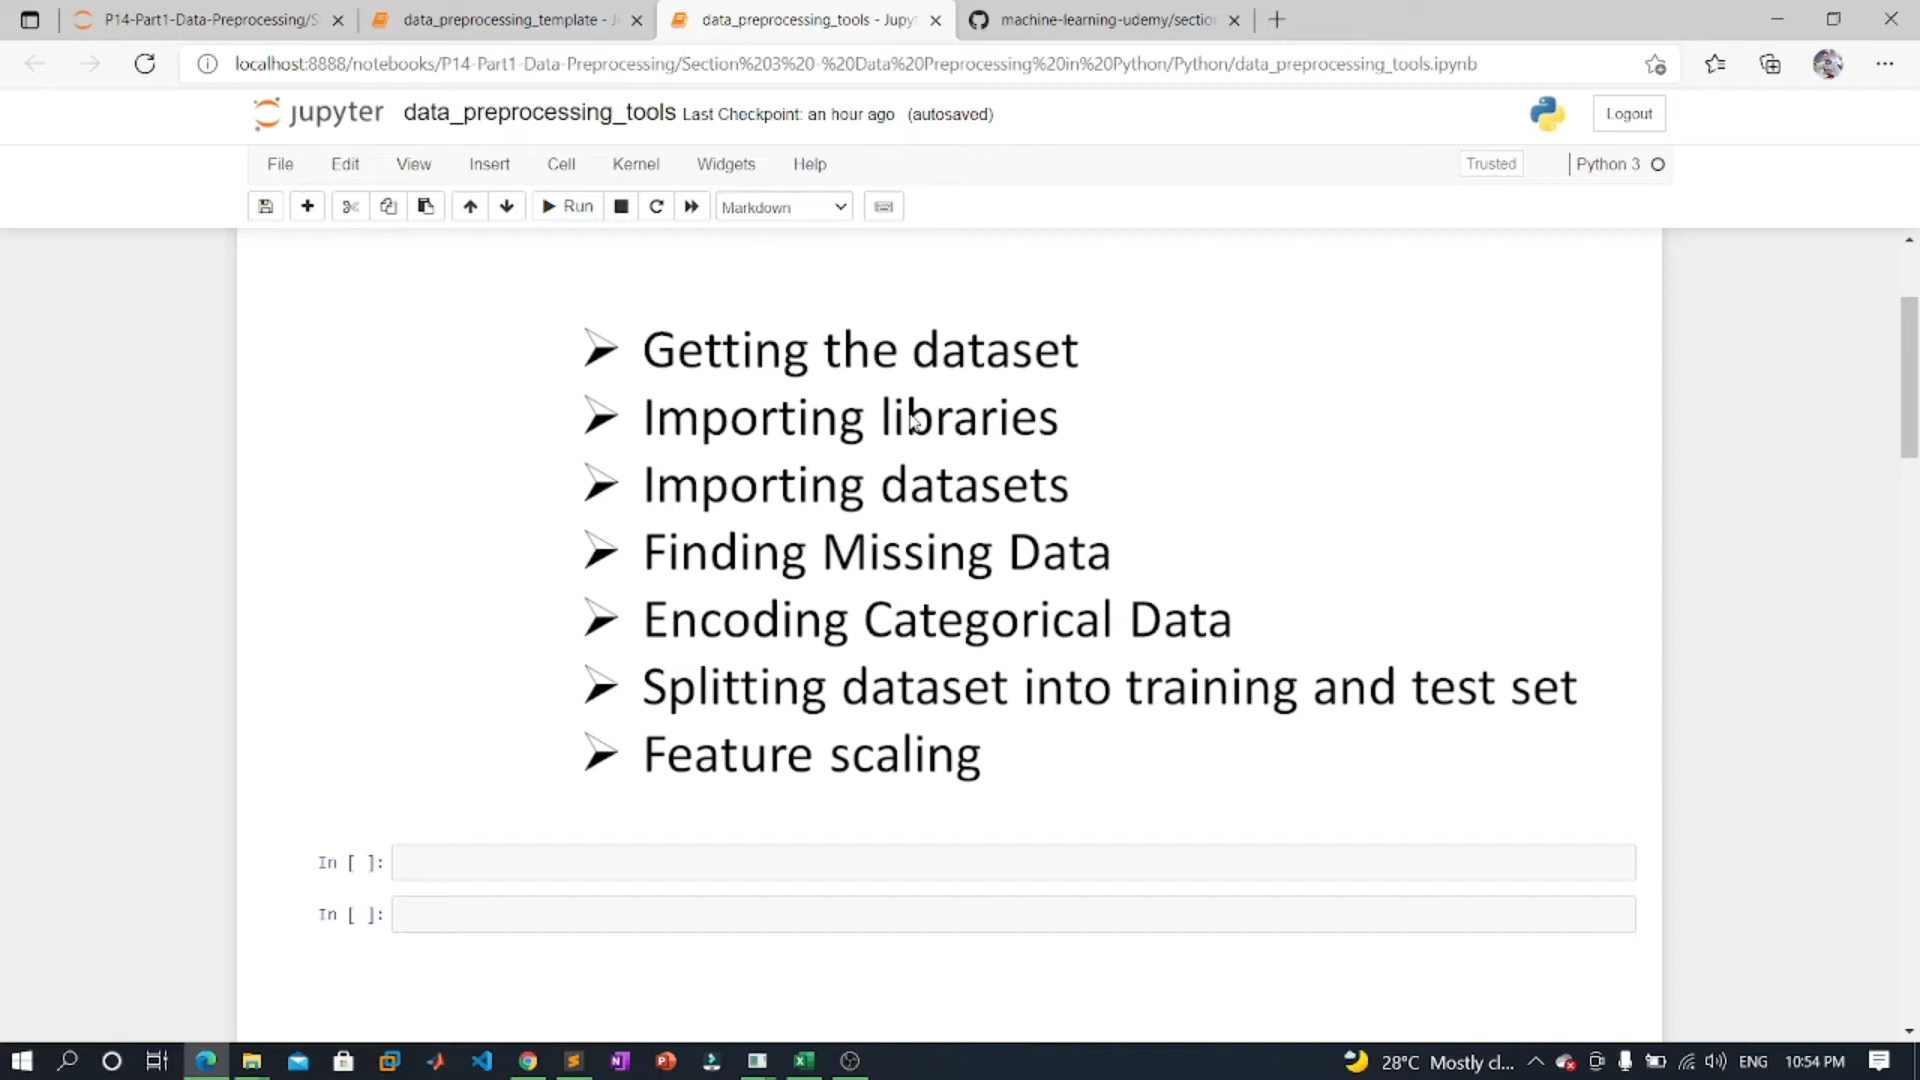 P14-Part1-Data-Preprocessing/S
data_preprocessing_template - J
data_preprocessing_tools - Jupyt
machine-learning-udemy/section
localhost:8888/notebooks/P14-Part1-Data-Preprocessing/Section%203%20-%20Data%20Preprocessing%20in%20Python/Python/data_preprocessing_tools.ipynb
jupyter data_preprocessing_tools Last Checkpoint: an hour ago (autosaved)
Logout
File Edit View Insert Cell Kernel Widgets Help
Trusted
Python 3
Run
Markdown
Getting the dataset
Importing libraries
Importing datasets
Finding Missing Data
Encoding Categorical Data
Splitting dataset into training and test set
Feature scaling
In [ ]:
In [ ]:
28°C Mostly cl... ENG 10:54 PM